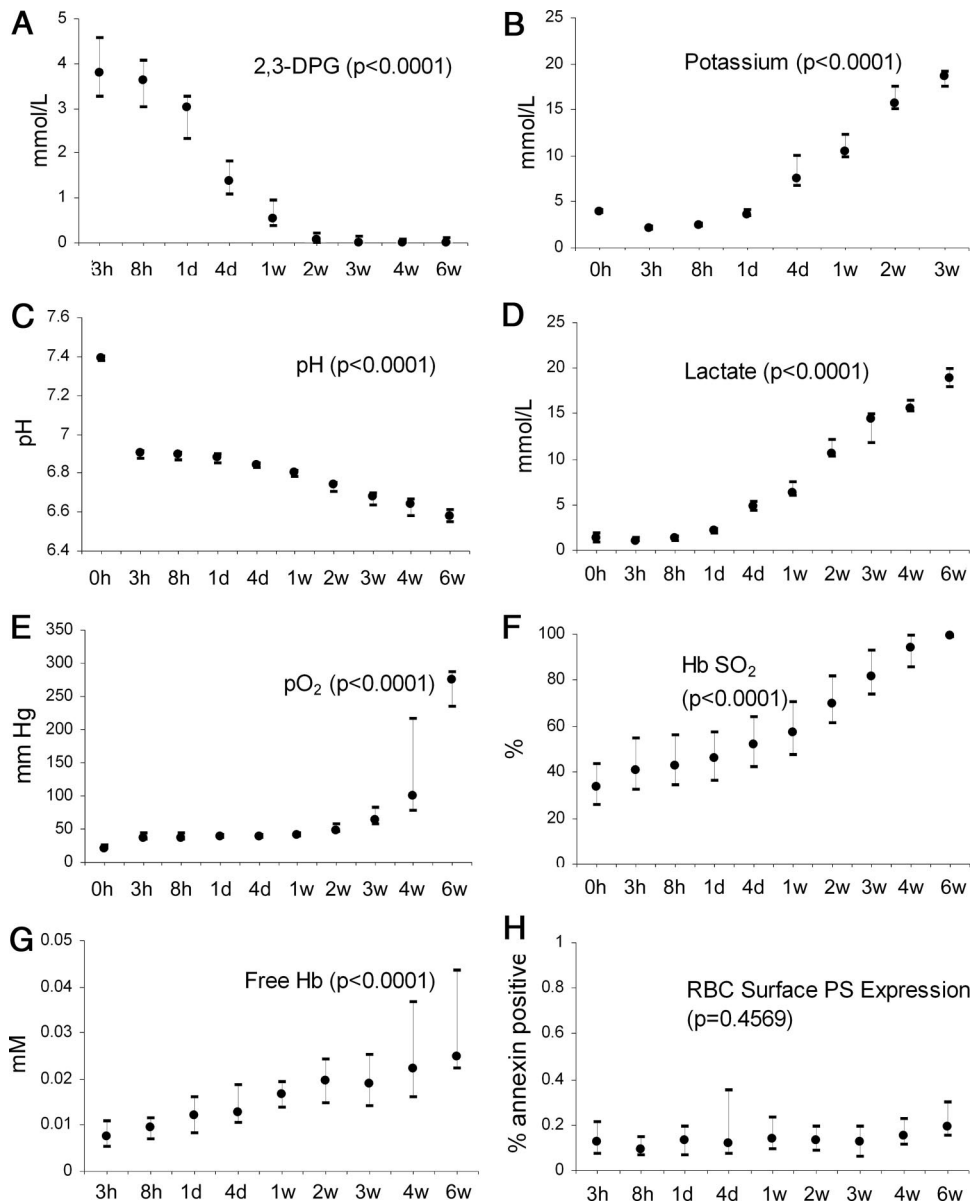 A
2,3-DPG (p<0.0001)
mmol/L
5
4
3
2
1
0
3h 8h 1d 4d 1w 2w 3w 4w 6w
B
Potassium (p<0.0001)
mmol/L
25
20
15
10
5
0
0h 3h 8h 1d 4d 1w 2w 3w
C
pH (p<0.0001)
pH
7.6
7.4
7.2
7
6.8
6.6
6.4
0h 3h 8h 1d 4d 1w 2w 3w 4w 6w
D
Lactate (p<0.0001)
mmol/L
25
20
15
10
5
0
0h 3h 8h 1d 4d 1w 2w 3w 4w 6w
E
pO2 (p<0.0001)
mm Hg
350
300
250
200
150
100
50
0
0h 3h 8h 1d 4d 1w 2w 3w 4w 6w
F
Hb SO2
(p<0.0001)
%
100
80
60
40
20
0
0h 3h 8h 1d 4d 1w 2w 3w 4w 6w
G
Free Hb (p<0.0001)
mM
0.05
0.04
0.03
0.02
0.01
0
3h 8h 1d 4d 1w 2w 3w 4w 6w
H
RBC Surface PS Expression
(p=0.4569)
% annexin positive
1
0.8
0.6
0.4
0.2
0
3h 8h 1d 4d 1w 2w 3w 4w 6w